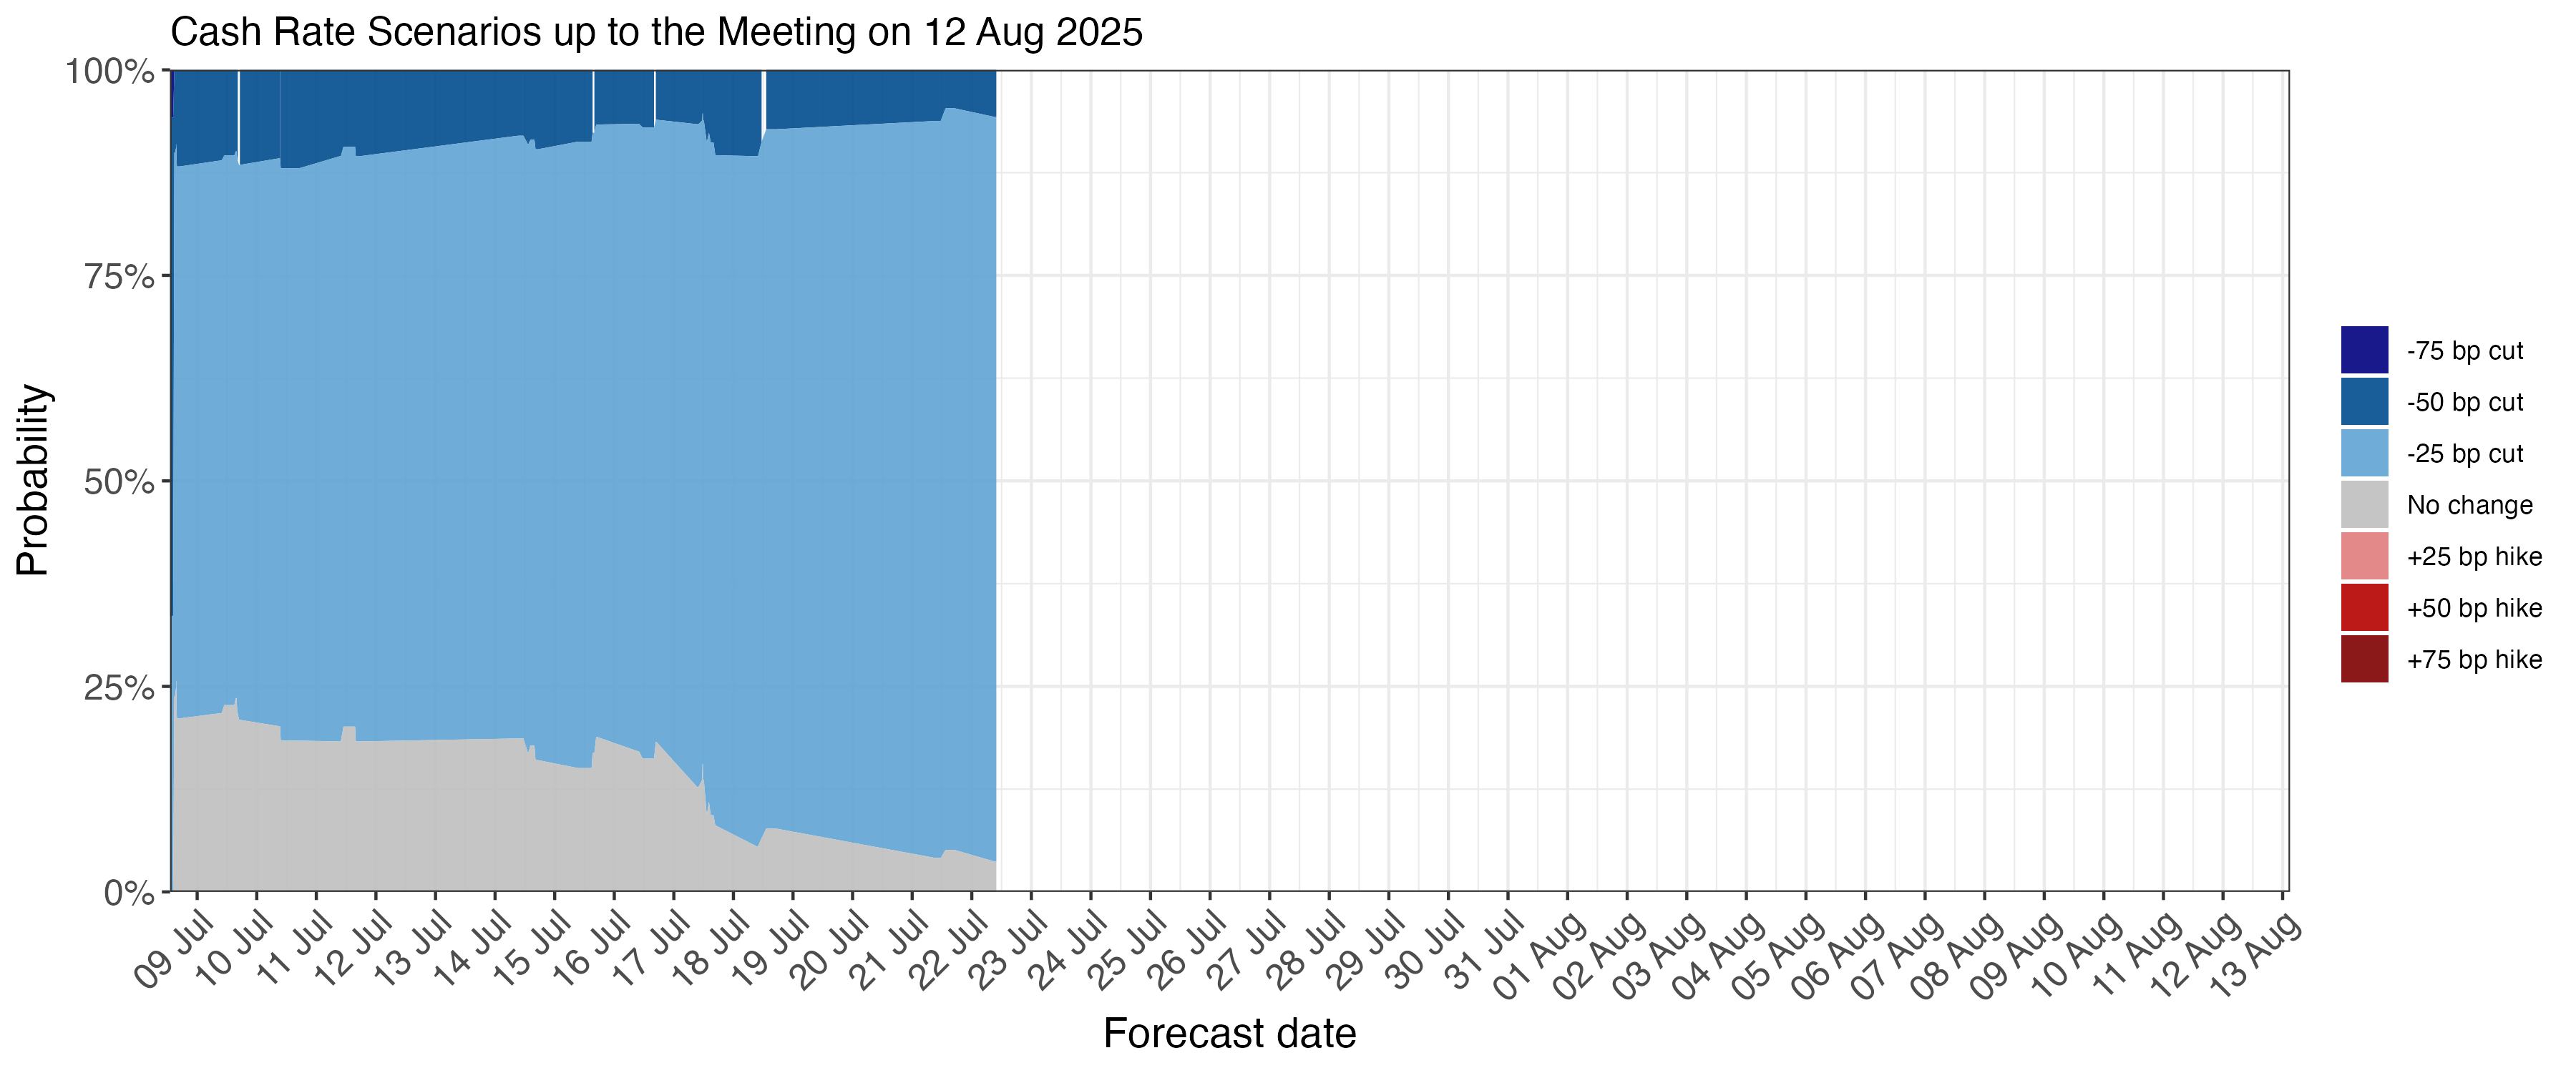 Cash Rate Scenarios up to the Meeting on 12 Aug 2025
100%
75%
50%
25%
0%
Probability
09 Jul
10 Jul
11 Jul
12 Jul
13 Jul
14 Jul
15 Jul
16 Jul
17 Jul
18 Jul
19 Jul
20 Jul
21 Jul
22 Jul
23 Jul
24 Jul
25 Jul
26 Jul
27 Jul
28 Jul
29 Jul
30 Jul
31 Jul
01 Aug
02 Aug
03 Aug
04 Aug
05 Aug
06 Aug
07 Aug
08 Aug
09 Aug
10 Aug
11 Aug
12 Aug
13 Aug
Forecast date
-75 bp cut
-50 bp cut
-25 bp cut
No change
+25 bp hike
+50 bp hike
+75 bp hike